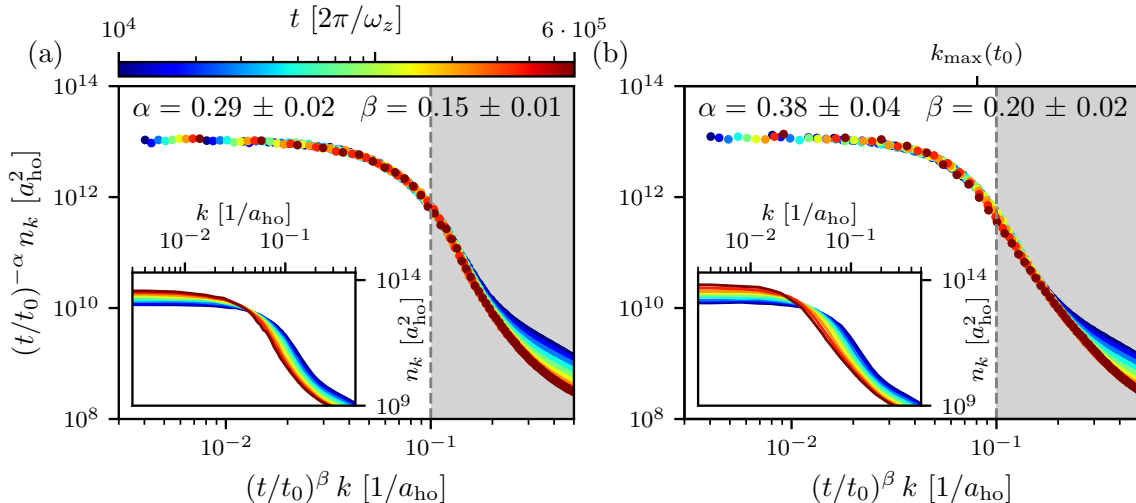 t [2π/ω_z]
10^4
6 · 10^5
(a)
α = 0.29 ± 0.02 β = 0.15 ± 0.01
10^14
10^12
10^10
10^8
(t/t_0)^{-α} n_k [a_ho^2]
k [1/a_ho]
10^{-2} 10^{-1}
10^14
n_k [a_ho^2]
10^9
10^{-2} 10^{-1}
(t/t_0)^β k [1/a_ho]
(b)
k_max(t_0)
α = 0.38 ± 0.04 β = 0.20 ± 0.02
10^14
10^12
10^10
10^8
k [1/a_ho]
10^{-2} 10^{-1}
10^14
n_k [a_ho^2]
10^9
10^{-2} 10^{-1}
(t/t_0)^β k [1/a_ho]